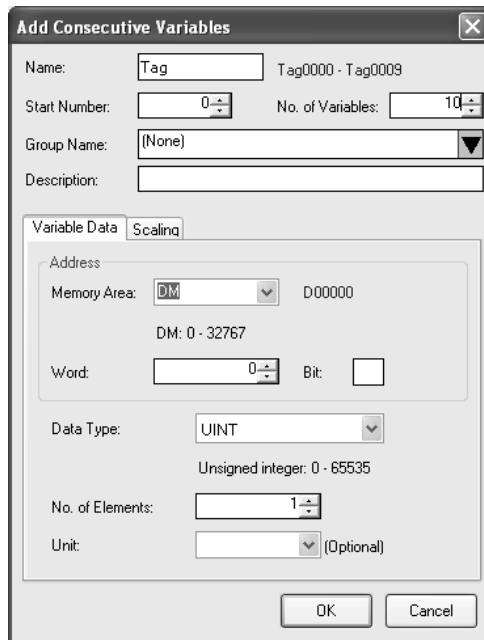 Add Consecutive Variables
Name: Tag Tag0000 - Tag0009
Start Number: 0 No. of Variables: 10
Group Name: (None)
Description:
Variable Data Scaling
Address
Memory Area: DM D00000
DM: 0 - 32767
Word: 0 Bit:
Data Type: UINT
Unsigned integer: 0 - 65535
No. of Elements: 1
Unit: (Optional)
OK Cancel